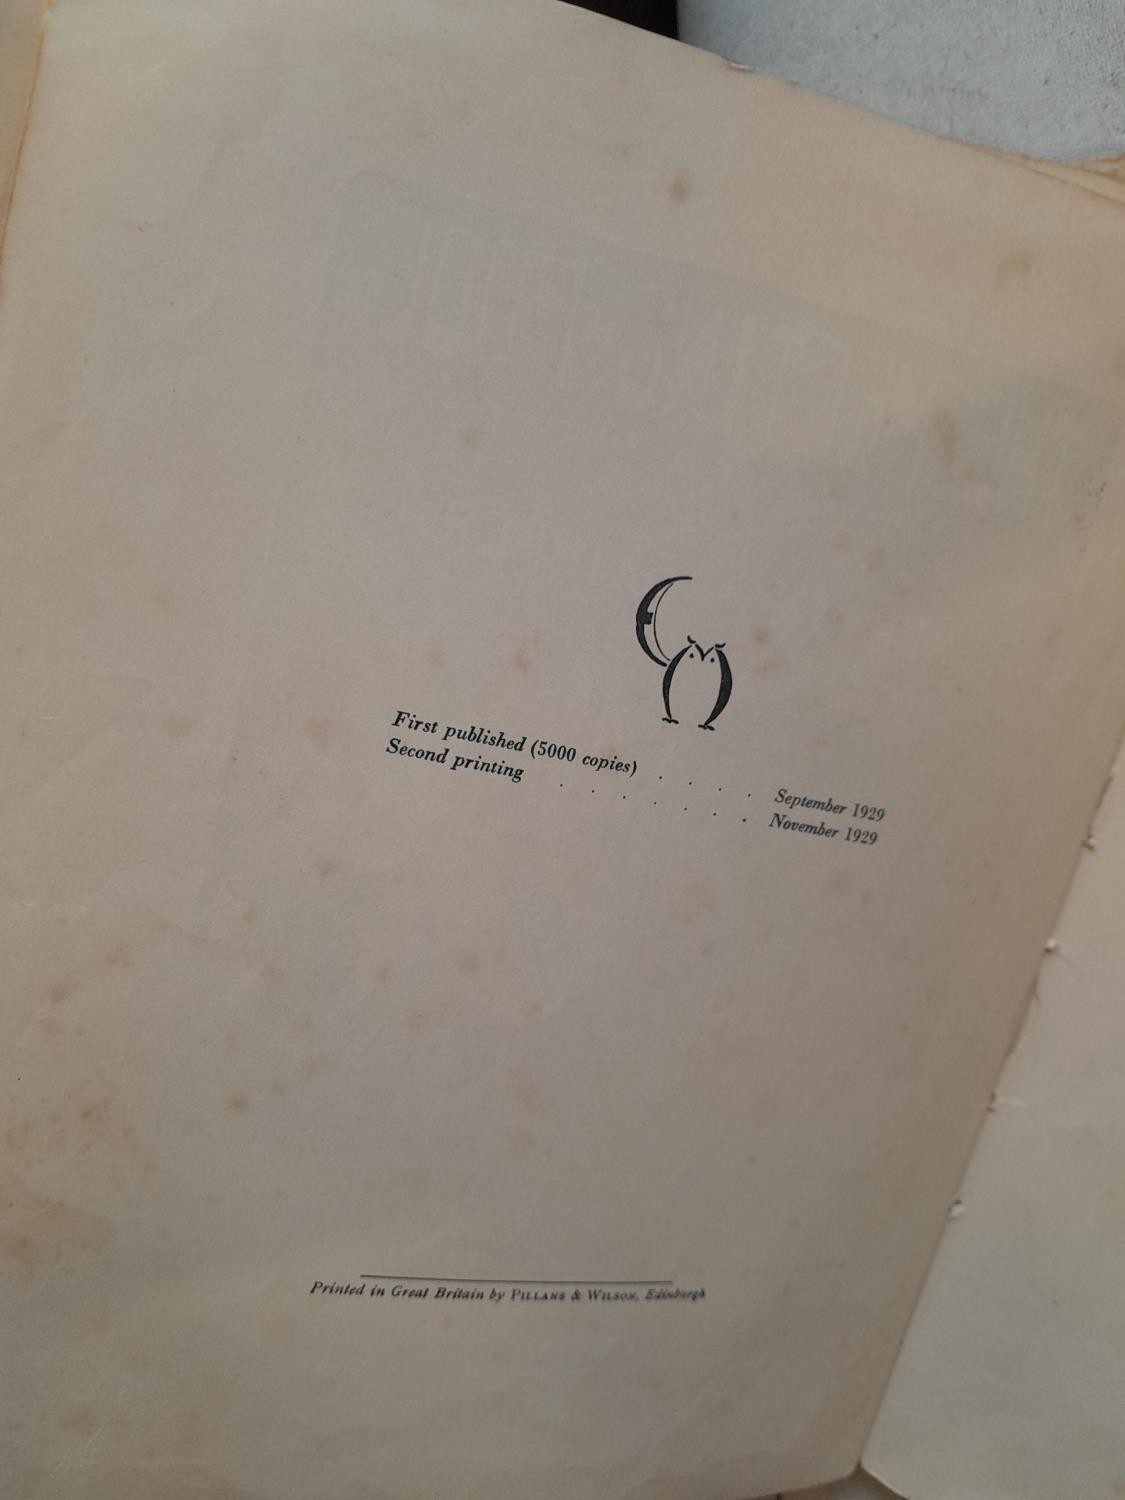 First published (5000 copies) . . . . September 1929
Second printing . . . . . . . November 1929
Printed in Great Britain by PILLANS & WILSON, Edinburgh